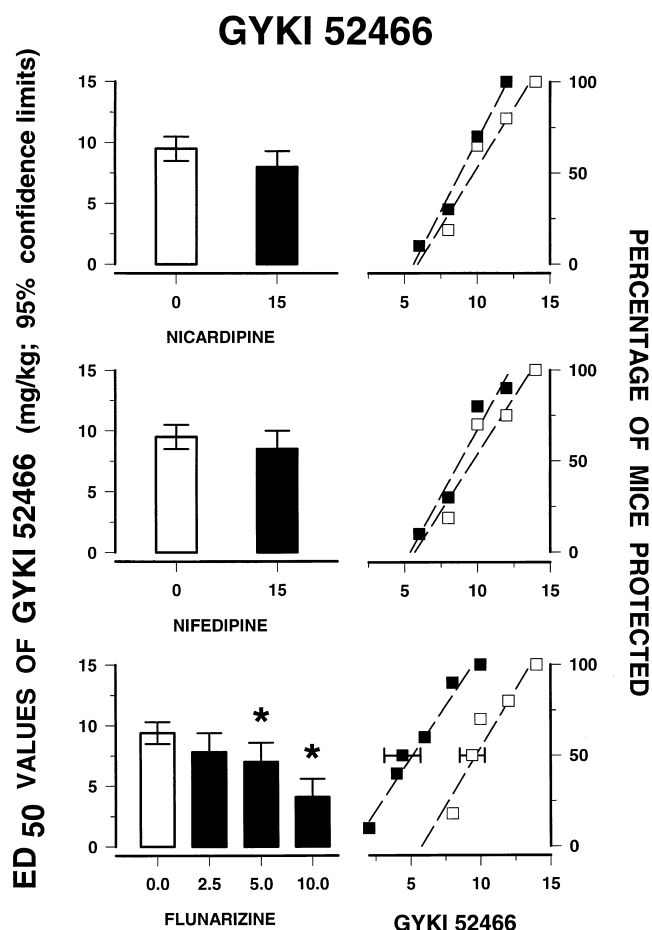 GYKI 52466
ED 50 VALUES OF GYKI 52466 (mg/kg; 95% confidence limits)
15
10
5
0
0 15
NICARDIPINE
100
50
0
5 10 15
15
10
5
0
0 15
NIFEDIPINE
100
50
0
5 10 15
15
10
5
0
* *
0.0 2.5 5.0 10.0
FLUNARIZINE
100
50
0
5 10 15
GYKI 52466
PERCENTAGE OF MICE PROTECTED